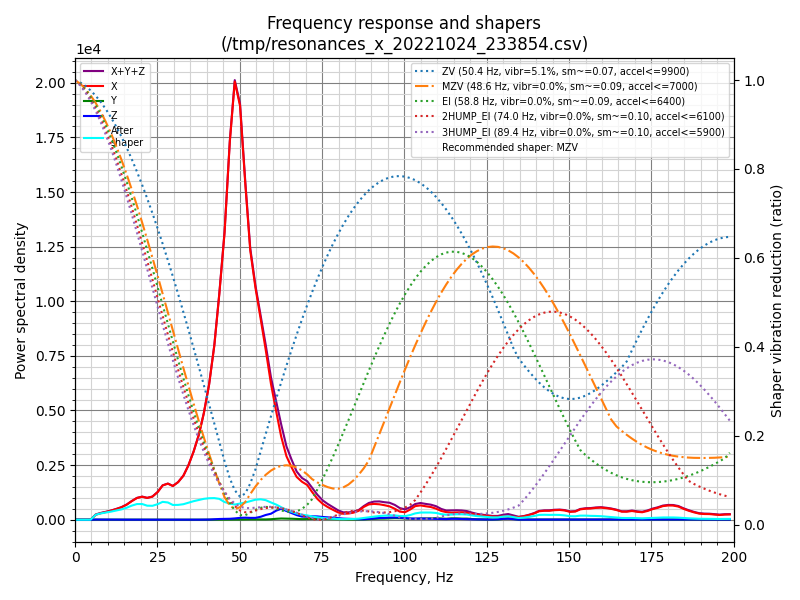 Frequency response and shapers
(/tmp/resonances_x_20221024_233854.csv)
1e4
X+Y+Z
X
Y
Z
After
shaper
ZV (50.4 Hz, vibr=5.1%, sm~=0.07, accel<=9900)
MZV (48.6 Hz, vibr=0.0%, sm~=0.09, accel<=7000)
EI (58.8 Hz, vibr=0.0%, sm~=0.09, accel<=6400)
2HUMP_EI (74.0 Hz, vibr=0.0%, sm~=0.10, accel<=6100)
3HUMP_EI (89.4 Hz, vibr=0.0%, sm~=0.10, accel<=5900)
Recommended shaper: MZV
Power spectral density
2.00
1.75
1.50
1.25
1.00
0.75
0.50
0.25
0.00
1.0
0.8
0.6
0.4
0.2
0.0
Shaper vibration reduction (ratio)
0 25 50 75 100 125 150 175 200
Frequency, Hz